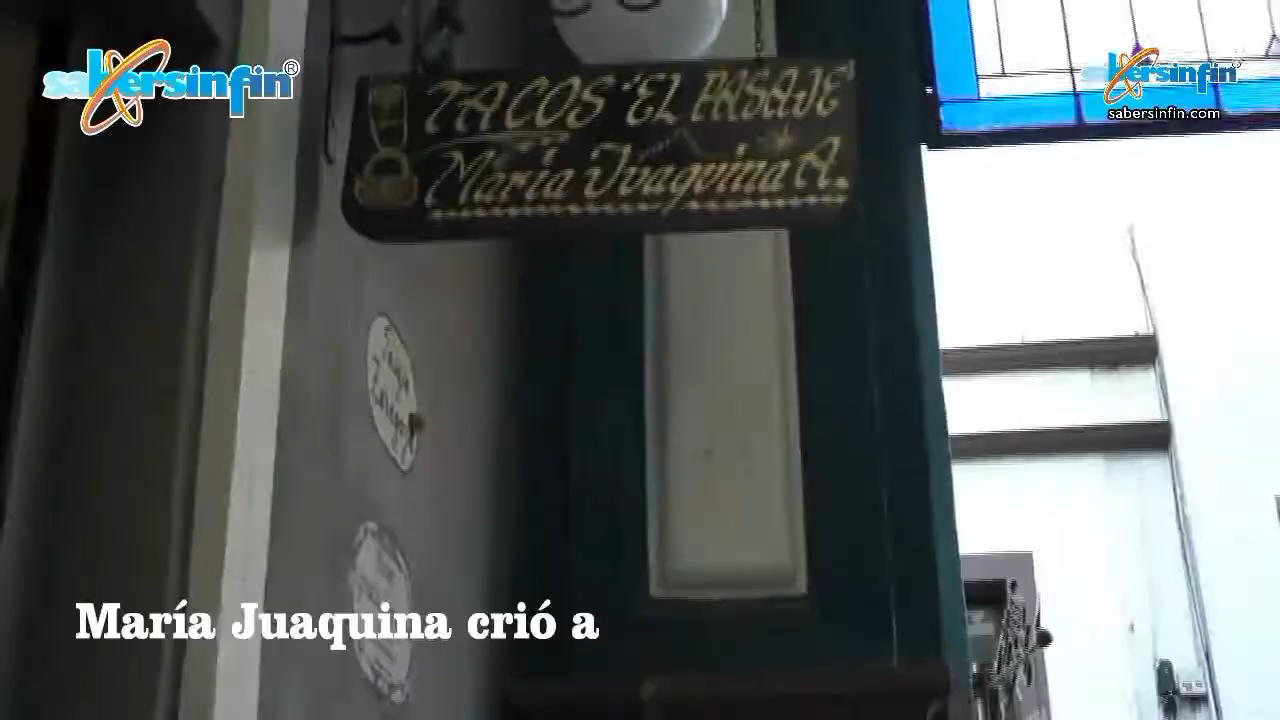 sabersinfin®
sabersinfin
sabersinfin.com
TACOS "EL PASAJE"
María Juaquina A.
María Juaquina crió a